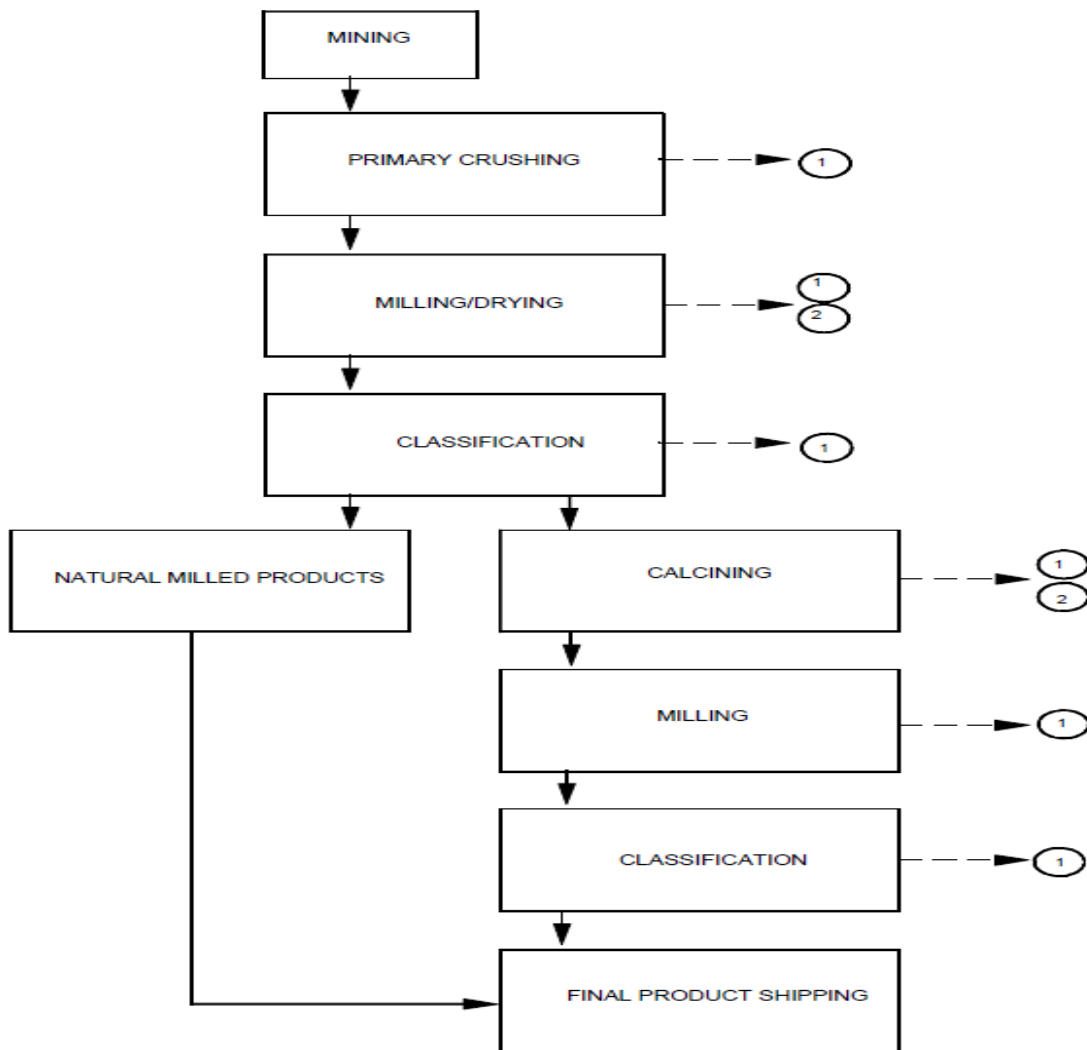 MINING
PRIMARY CRUSHING
1
MILLING/DRYING
1
2
CLASSIFICATION
1
NATURAL MILLED PRODUCTS
CALCINING
1
2
MILLING
1
CLASSIFICATION
1
FINAL PRODUCT SHIPPING